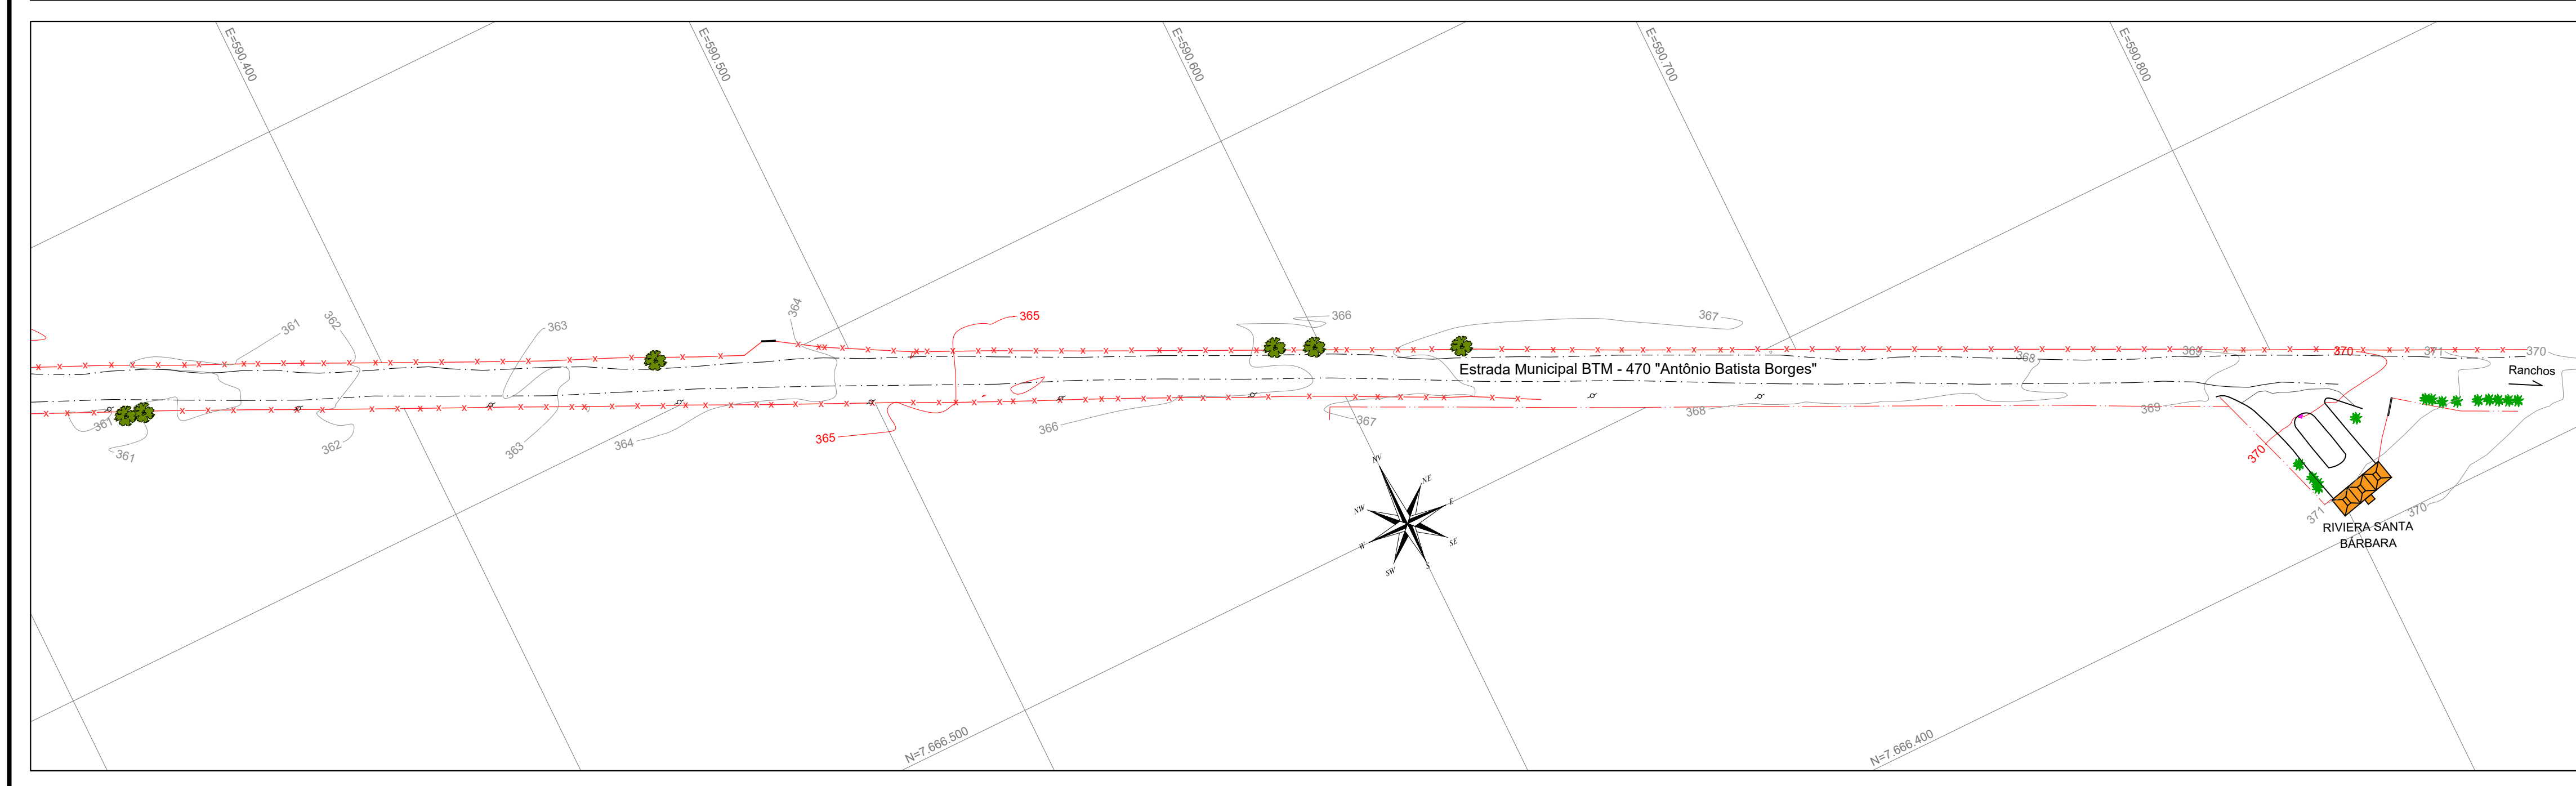 E=590.400
E=590.500
E=590.600
E=590.700
E=590.800
361
362
363
364
365
366
367
368
369
370
371
370
Estrada Municipal BTM - 470 "Antônio Batista Borges"
Ranchos
361
361
362
363
364
365
366
367
368
369
370
371
370
RIVIERA SANTA
BÁRBARA
NV
NE
NW
E
W
SE
SW
S
N=7.666.500
N=7.666.400